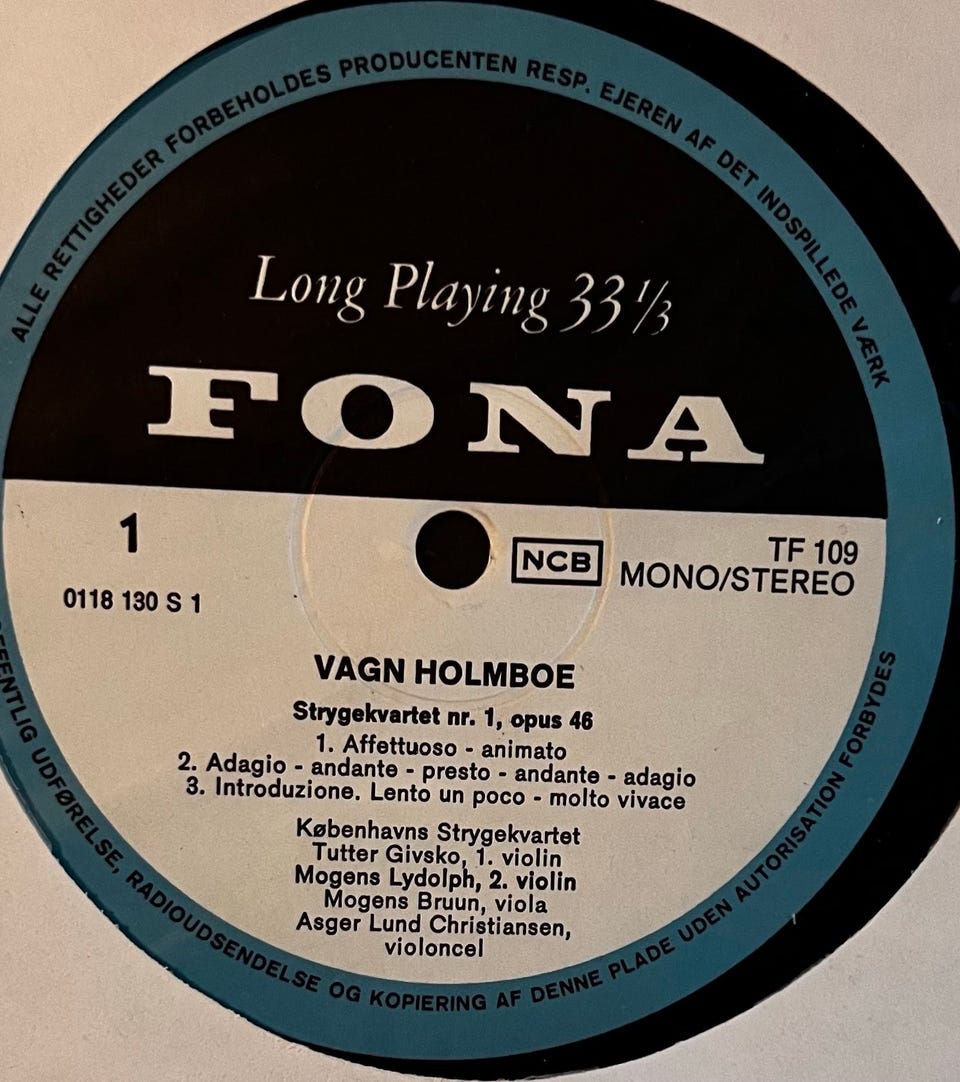 ALLE RETTIGHEDER FORBEHOLDES PRODUCENTEN RESP. EJEREN AF DET INDSPILLEDE VÆRK
Long Playing 33 1/3
FONA
1
0118 130 S 1
NCB
TF 109
MONO/STEREO
VAGN HOLMBOE
Strygekvartet nr. 1, opus 46
1. Affettuoso - animato
2. Adagio - andante - presto - andante - adagio
3. Introduzione. Lento un poco - molto vivace
Københavns Strygekvartet
Tutter Givsko, 1. violin
Mogens Lydolph, 2. violin
Mogens Bruun, viola
Asger Lund Christiansen,
violoncel
UDFØRELSE, RADIOUDSENDELSE OG KOPIERING AF DENNE PLADE UDEN AUTORISATION FORBYDES